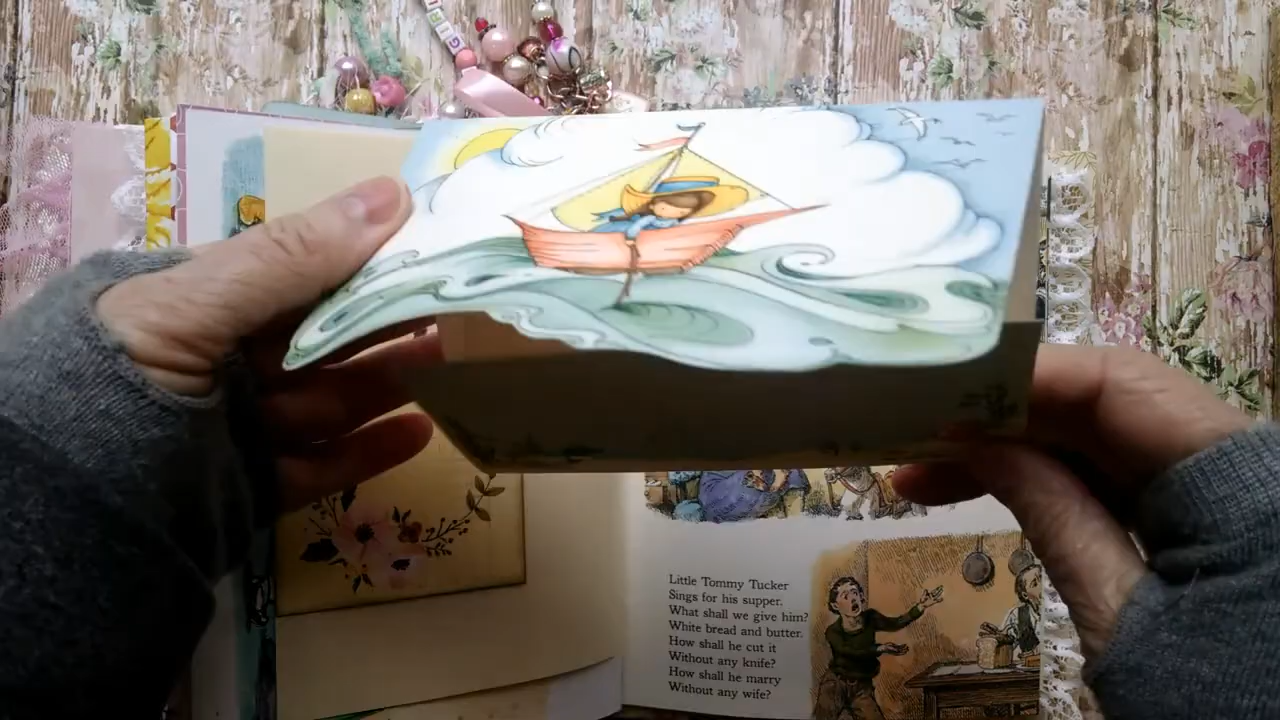 GIRL
Little Tommy Tucker
Sings for his supper.
What shall we give him?
White bread and butter.
How shall he cut it
Without any knife?
How shall he marry
Without any wife?